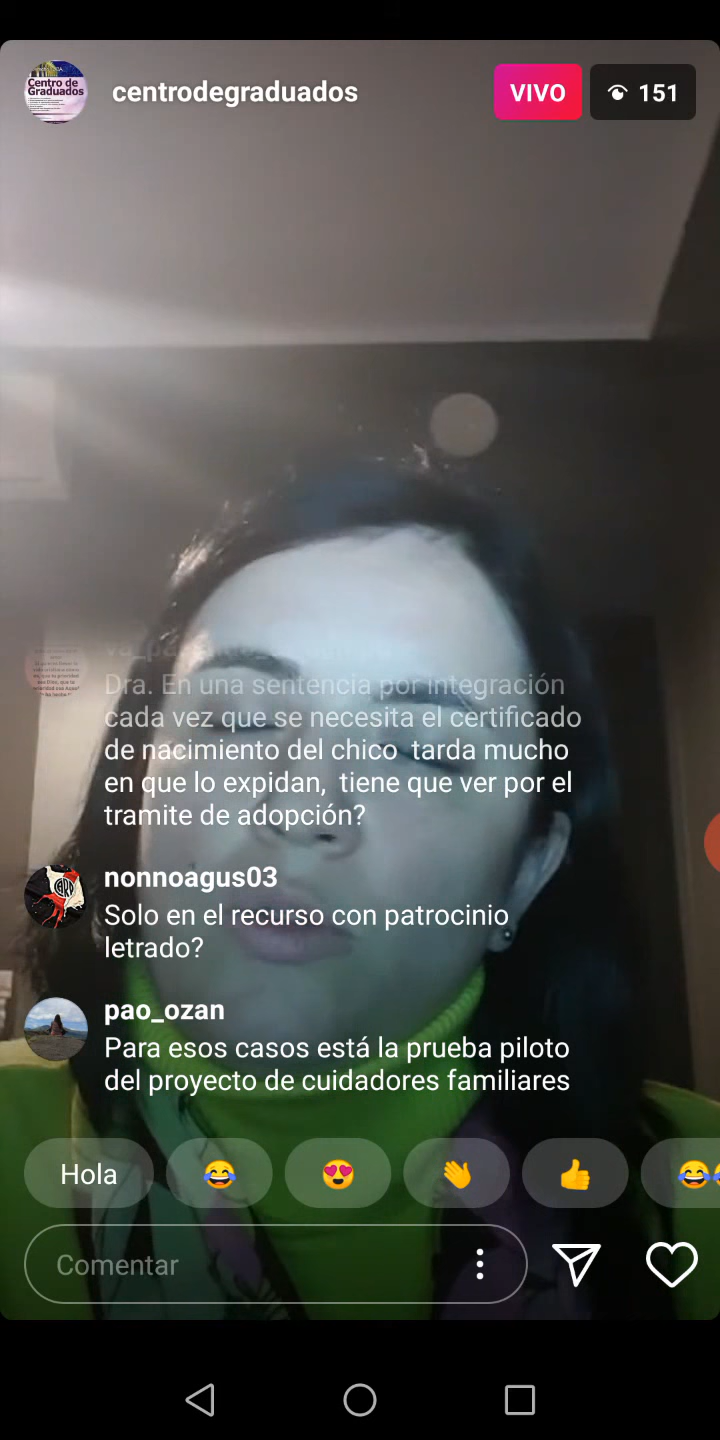 Centro de
Graduados
centrodegraduados
VIVO
151
Dra. En una sentencia por integración
cada vez que se necesita el certificado
de nacimiento del chico tarda mucho
en que lo expidan, tiene que ver por el
tramite de adopción?
nonnoagus03
Solo en el recurso con patrocinio
letrado?
pao_ozan
Para esos casos está la prueba piloto
del proyecto de cuidadores familiares
Hola
Comentar